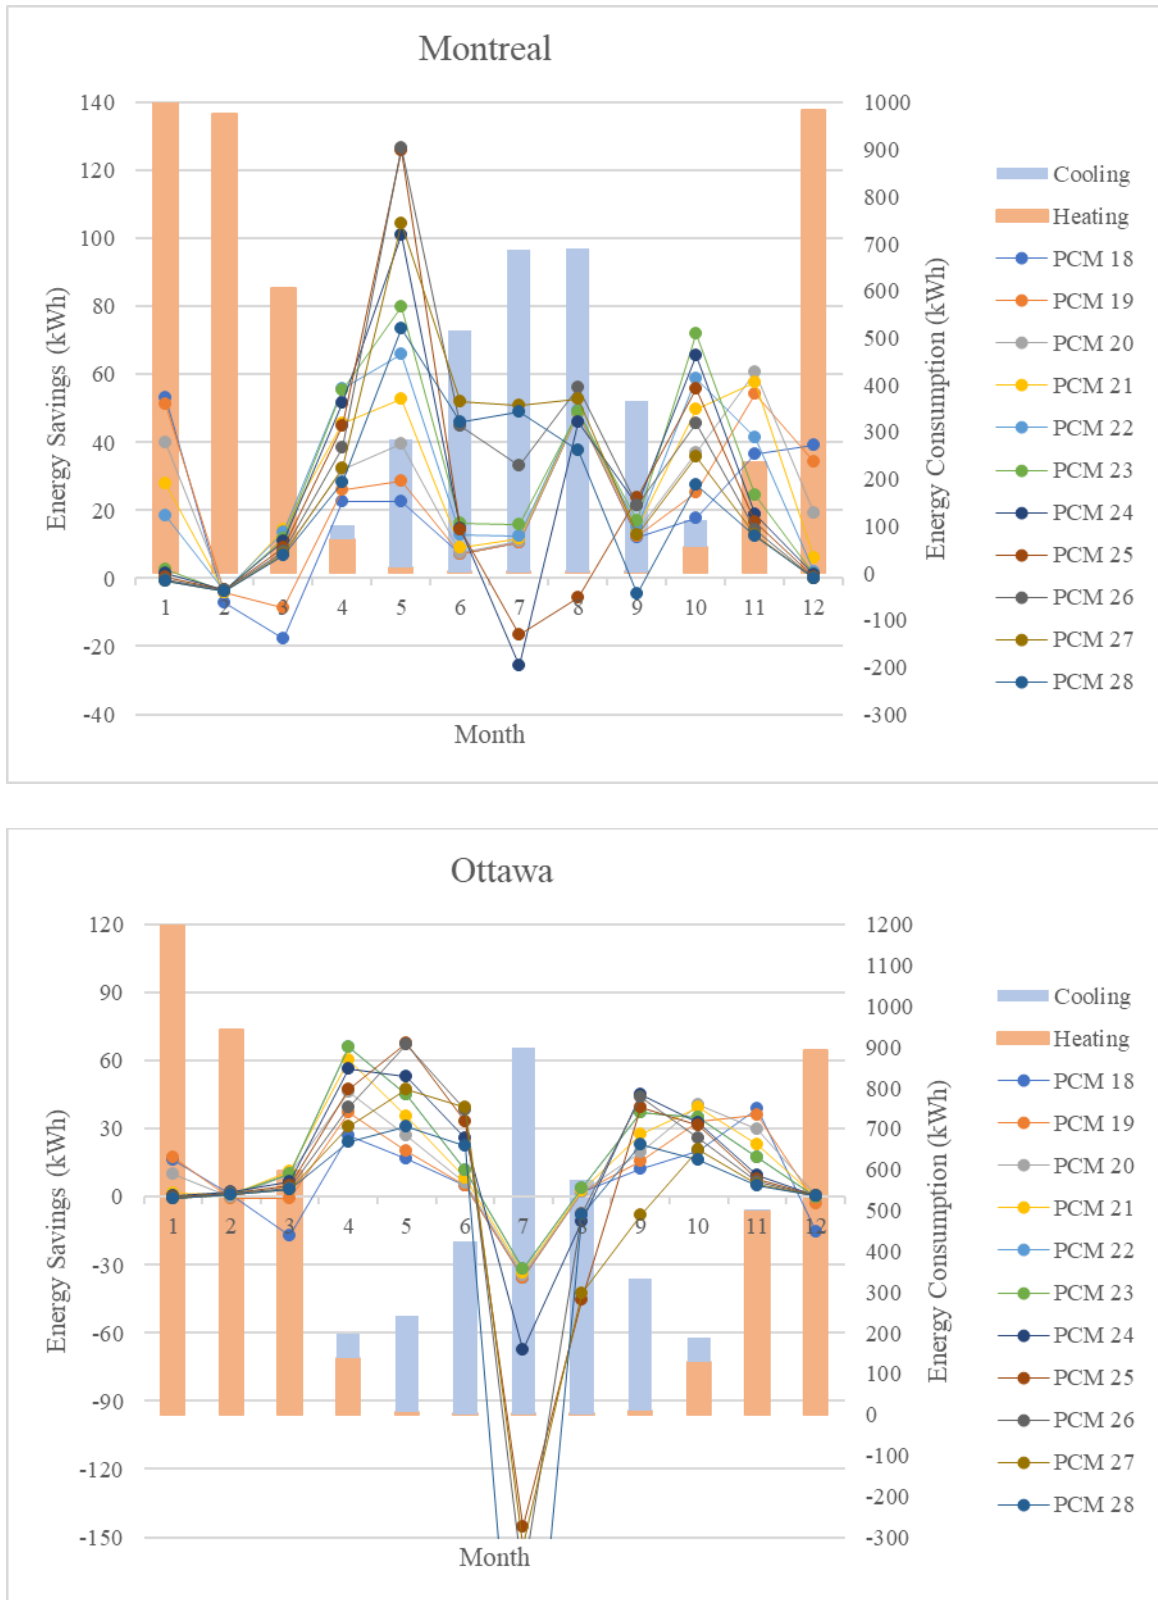 Montreal
140
120
100
80
60
40
20
0
-20
-40
Energy Savings (kWh)
1 2 3 4 5 6 7 8 9 10 11 12
Month
1000
900
800
700
600
500
400
300
200
100
0
-100
-200
-300
Energy Consumption (kWh)
Cooling
Heating
PCM 18
PCM 19
PCM 20
PCM 21
PCM 22
PCM 23
PCM 24
PCM 25
PCM 26
PCM 27
PCM 28
Ottawa
120
90
60
30
0
-30
-60
-90
-120
-150
Energy Savings (kWh)
1 2 3 4 5 6 7 8 9 10 11 12
Month
1200
1100
1000
900
800
700
600
500
400
300
200
100
0
-100
-200
-300
Energy Consumption (kWh)
Cooling
Heating
PCM 18
PCM 19
PCM 20
PCM 21
PCM 22
PCM 23
PCM 24
PCM 25
PCM 26
PCM 27
PCM 28